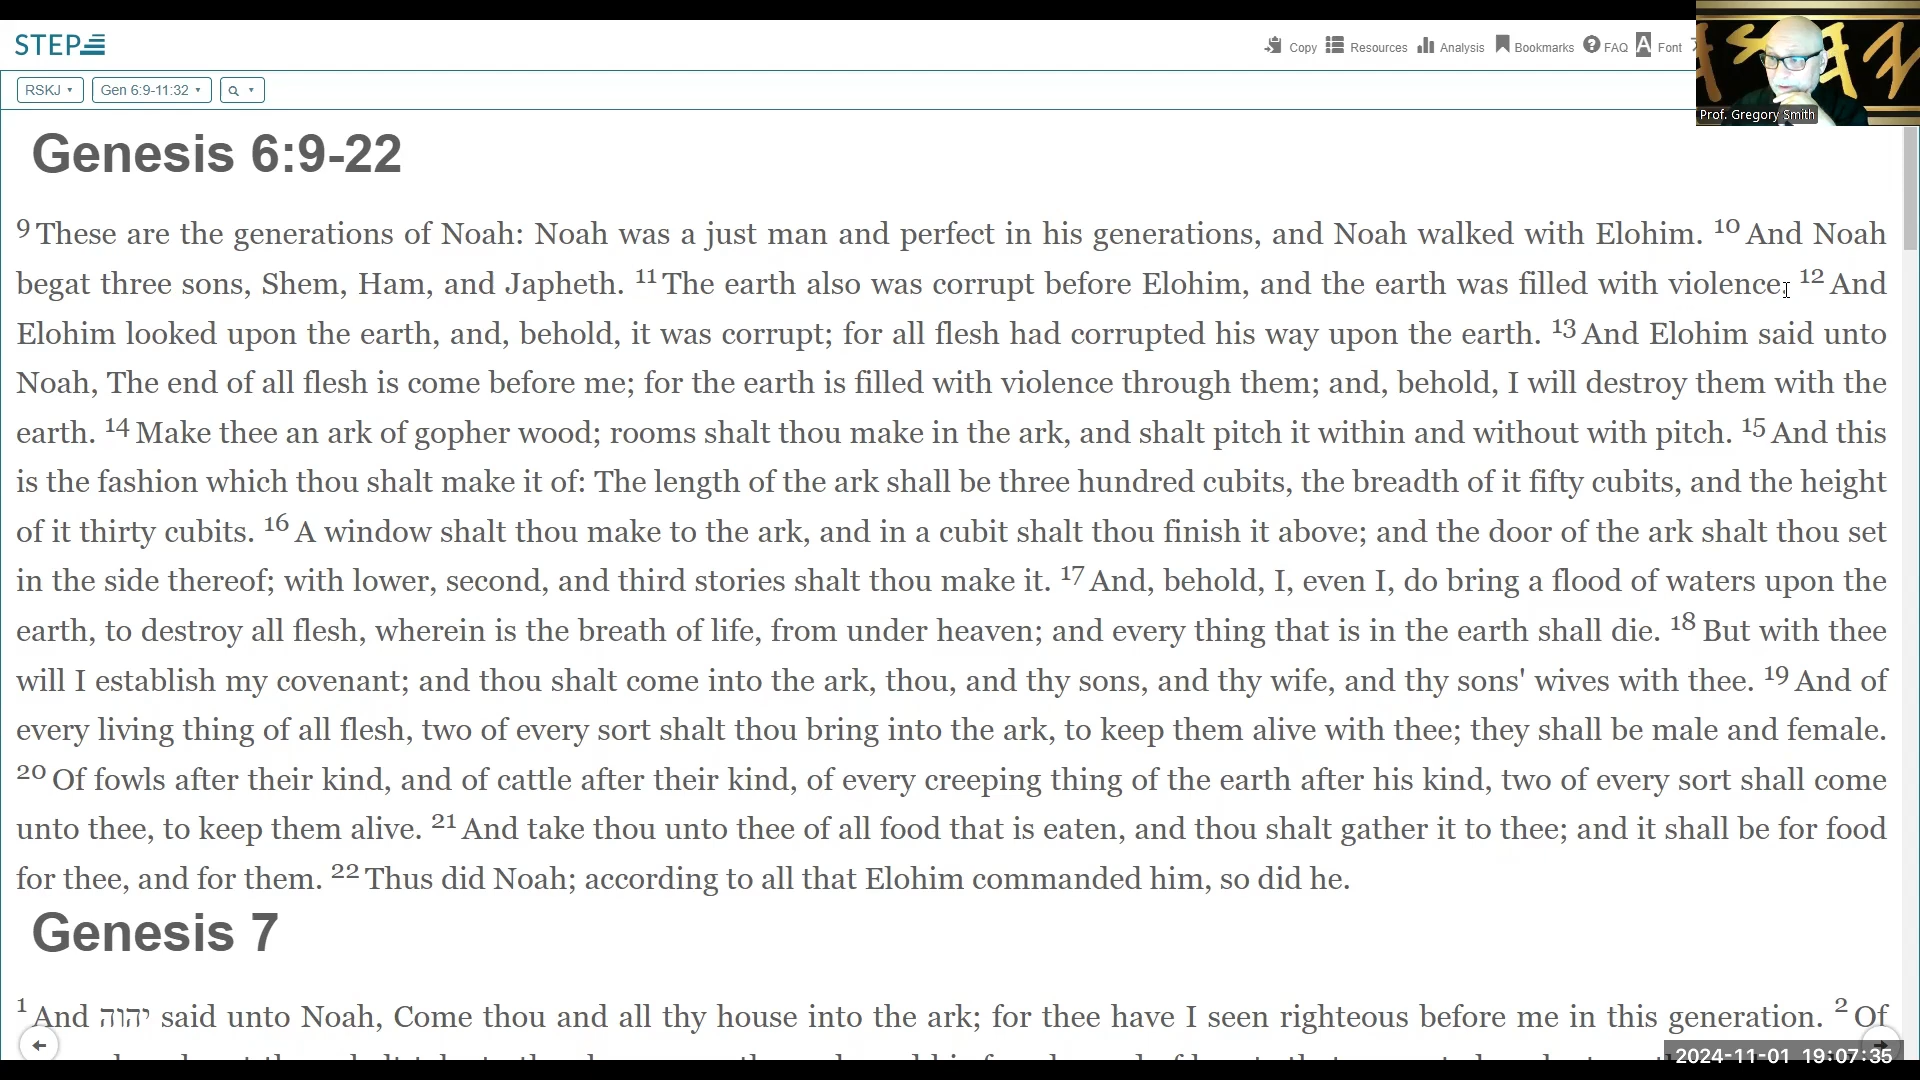 STEP
Copy Resources Analysis Bookmarks FAQ A Font
Prof. Gregory Smith
RSKJ Gen 6:9-11:32
Genesis 6:9-22
9 These are the generations of Noah: Noah was a just man and perfect in his generations, and Noah walked with Elohim. 10 And Noah
begat three sons, Shem, Ham, and Japheth. 11 The earth also was corrupt before Elohim, and the earth was filled with violence. 12 And
Elohim looked upon the earth, and, behold, it was corrupt; for all flesh had corrupted his way upon the earth. 13 And Elohim said unto
Noah, The end of all flesh is come before me; for the earth is filled with violence through them; and, behold, I will destroy them with the
earth. 14 Make thee an ark of gopher wood; rooms shalt thou make in the ark, and shalt pitch it within and without with pitch. 15 And this
is the fashion which thou shalt make it of: The length of the ark shall be three hundred cubits, the breadth of it fifty cubits, and the height
of it thirty cubits. 16 A window shalt thou make to the ark, and in a cubit shalt thou finish it above; and the door of the ark shalt thou set
in the side thereof; with lower, second, and third stories shalt thou make it. 17 And, behold, I, even I, do bring a flood of waters upon the
earth, to destroy all flesh, wherein is the breath of life, from under heaven; and every thing that is in the earth shall die. 18 But with thee
will I establish my covenant; and thou shalt come into the ark, thou, and thy sons, and thy wife, and thy sons' wives with thee. 19 And of
every living thing of all flesh, two of every sort shalt thou bring into the ark, to keep them alive with thee; they shall be male and female.
20 Of fowls after their kind, and of cattle after their kind, of every creeping thing of the earth after his kind, two of every sort shall come
unto thee, to keep them alive. 21 And take thou unto thee of all food that is eaten, and thou shalt gather it to thee; and it shall be for food
for thee, and for them. 22 Thus did Noah; according to all that Elohim commanded him, so did he.
Genesis 7
1 And יהוה said unto Noah, Come thou and all thy house into the ark; for thee have I seen righteous before me in this generation. 2 Of
2024-11-01 19:07:35